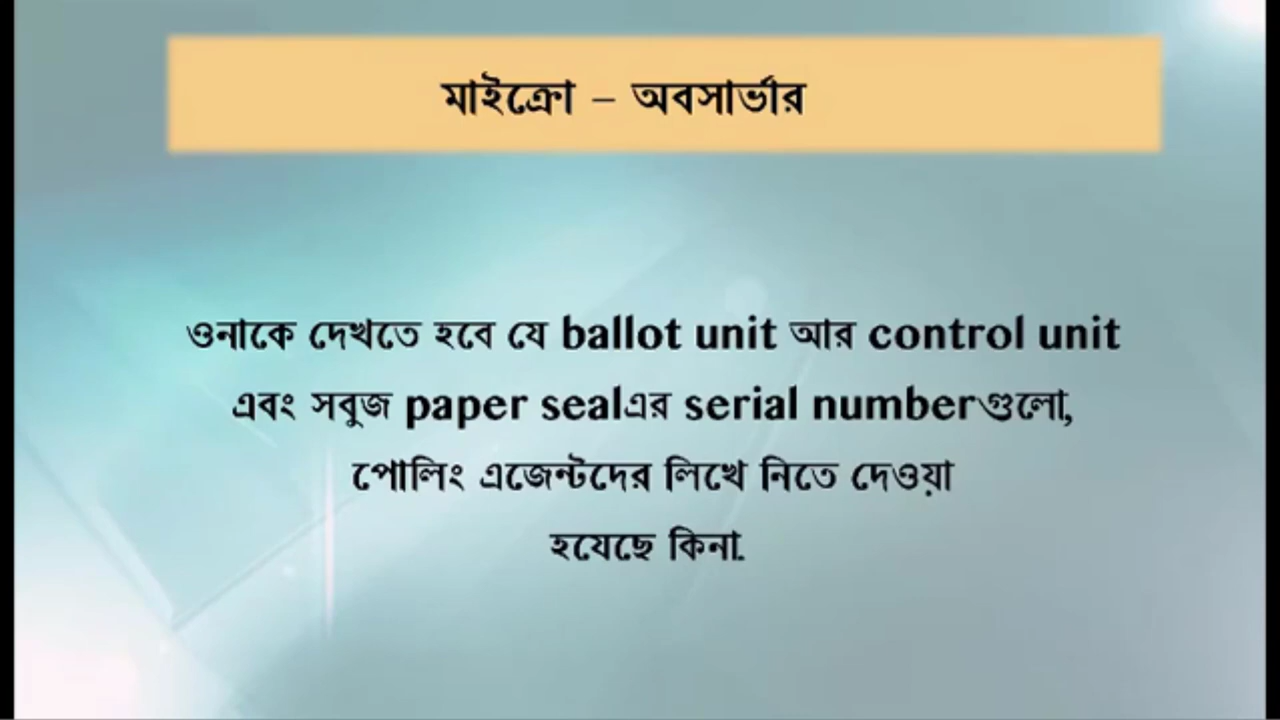 মাইক্রো – অবসার্ভার
ওনাকে দেখতে হবে যে ballot unit আর control unit
এবং সবুজ paper sealএর serial numberগুলো,
পোলিং এজেন্টদের লিখে নিতে দেওয়া
হযেছে কিনা.